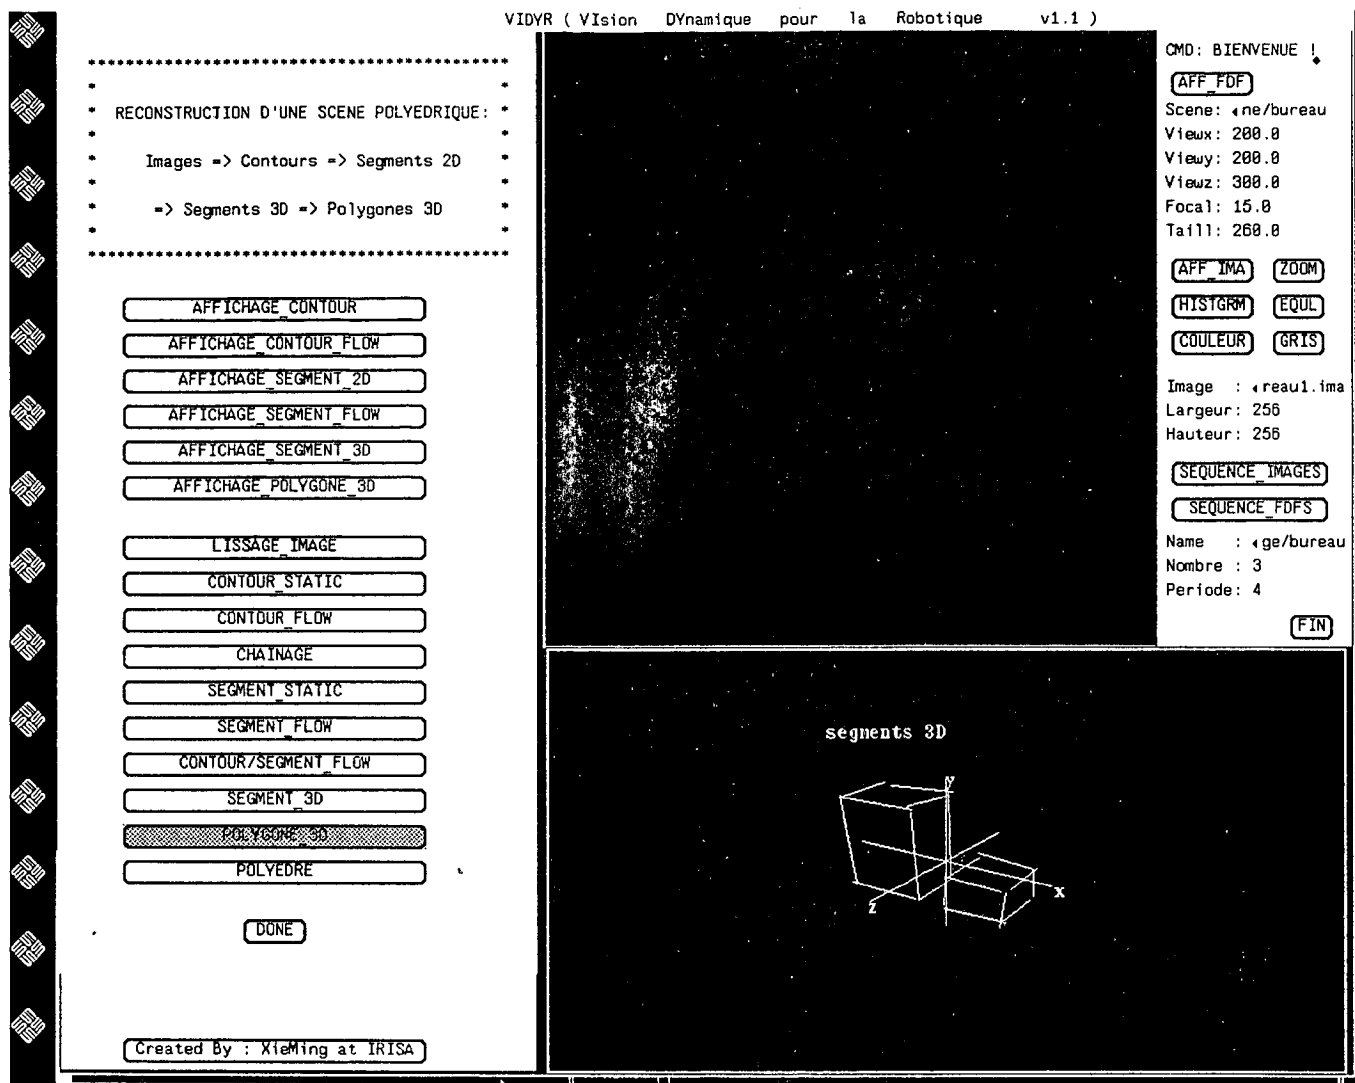 VIDYR ( VIsion DYnamique pour la Robotique v1.1 )
RECONSTRUCTION D'UNE SCENE POLYEDRIQUE:
Images => Contours => Segments 2D
=> Segments 3D => Polygones 3D
AFFICHAGE_CONTOUR
AFFICHAGE_CONTOUR_FLOW
AFFICHAGE_SEGMENT_2D
AFFICHAGE_SEGMENT_FLOW
AFFICHAGE_SEGMENT_3D
AFFICHAGE_POLYGONE_3D
LISSAGE_IMAGE
CONTOUR_STATIC
CONTOUR_FLOW
CHAINAGE
SEGMENT_STATIC
SEGMENT_FLOW
CONTOUR/SEGMENT_FLOW
SEGMENT_3D
POLYGONE_3D
POLYEDRE
DONE
Created By : XieMing at IRISA
CMD: BIENVENUE !
AFF_FDF
Scene: ne/bureau
Viewx: 200.0
Viewy: 200.0
Viewz: 300.0
Focal: 15.0
Taill: 260.0
AFF_IMA ZOOM
HISTGRM EQUL
COULEUR GRIS
Image : reau1.ima
Largeur: 256
Hauteur: 256
SEQUENCE_IMAGES
SEQUENCE_FDFS
Name : ge/bureau
Nombre : 3
Periode: 4
FIN
segments 3D
Y
X
Z